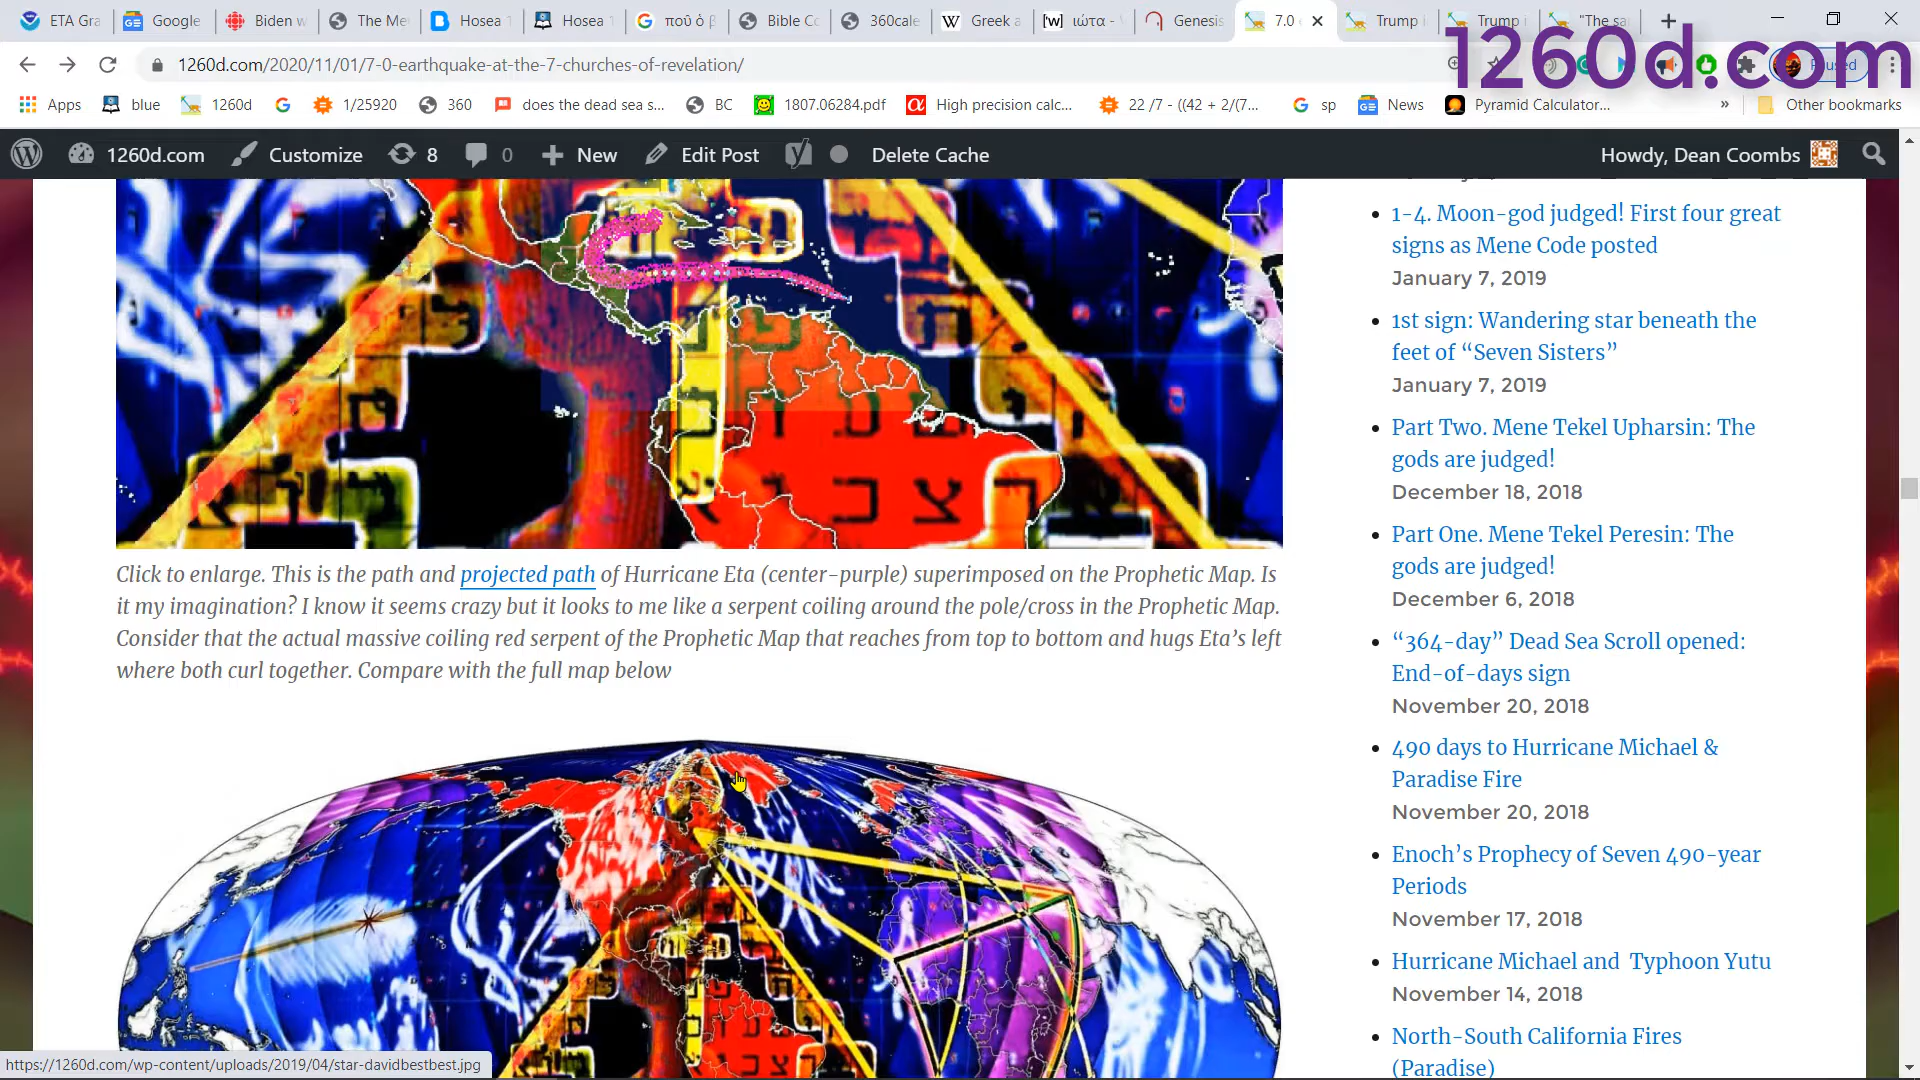 ETA Gra
Google
Biden w
The Me
Hosea
Hosea
ποῦ ὁ β
Bible Co
360cale
Greek a
ιώτα -
Genesis
7.0
Trump i
Trump i
"The sa
1260d.com/2020/11/01/7-0-earthquake-at-the-7-churches-of-revelation/
Paused
1260d.com
Apps
blue
1260d
1/25920
360
does the dead sea s...
BC
1807.06284.pdf
High precision calc...
22 /7 - ((42 + 2/(7...
sp
News
Pyramid Calculator...
»
Other bookmarks
1260d.com
Customize
8
0
New
Edit Post
Delete Cache
Howdy, Dean Coombs
Click to enlarge. This is the path and projected path of Hurricane Eta (center-purple) superimposed on the Prophetic Map. Is
it my imagination? I know it seems crazy but it looks to me like a serpent coiling around the pole/cross in the Prophetic Map.
Consider that the actual massive coiling red serpent of the Prophetic Map that reaches from top to bottom and hugs Eta’s left
where both curl together. Compare with the full map below
1-4. Moon-god judged! First four great
signs as Mene Code posted
January 7, 2019
1st sign: Wandering star beneath the
feet of “Seven Sisters”
January 7, 2019
Part Two. Mene Tekel Upharsin: The
gods are judged!
December 18, 2018
Part One. Mene Tekel Peresin: The
gods are judged!
December 6, 2018
“364-day” Dead Sea Scroll opened:
End-of-days sign
November 20, 2018
490 days to Hurricane Michael &
Paradise Fire
November 20, 2018
Enoch’s Prophecy of Seven 490-year
Periods
November 17, 2018
Hurricane Michael and Typhoon Yutu
November 14, 2018
North-South California Fires
(Paradise)
https://1260d.com/wp-content/uploads/2019/04/star-davidbestbest.jpg